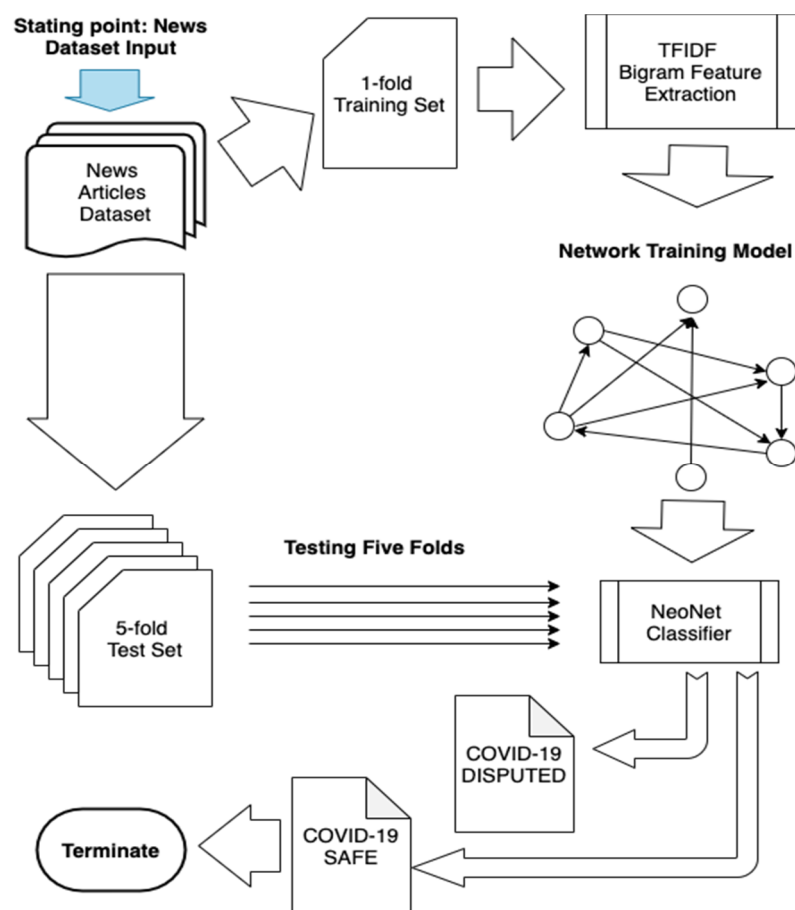 Stating point: News
Dataset Input
1-fold
Training Set
TFIDF
Bigram Feature
Extraction
News
Articles
Dataset
Network Training Model
Testing Five Folds
5-fold
Test Set
NeoNet
Classifier
COVID-19
DISPUTED
COVID-19
SAFE
Terminate